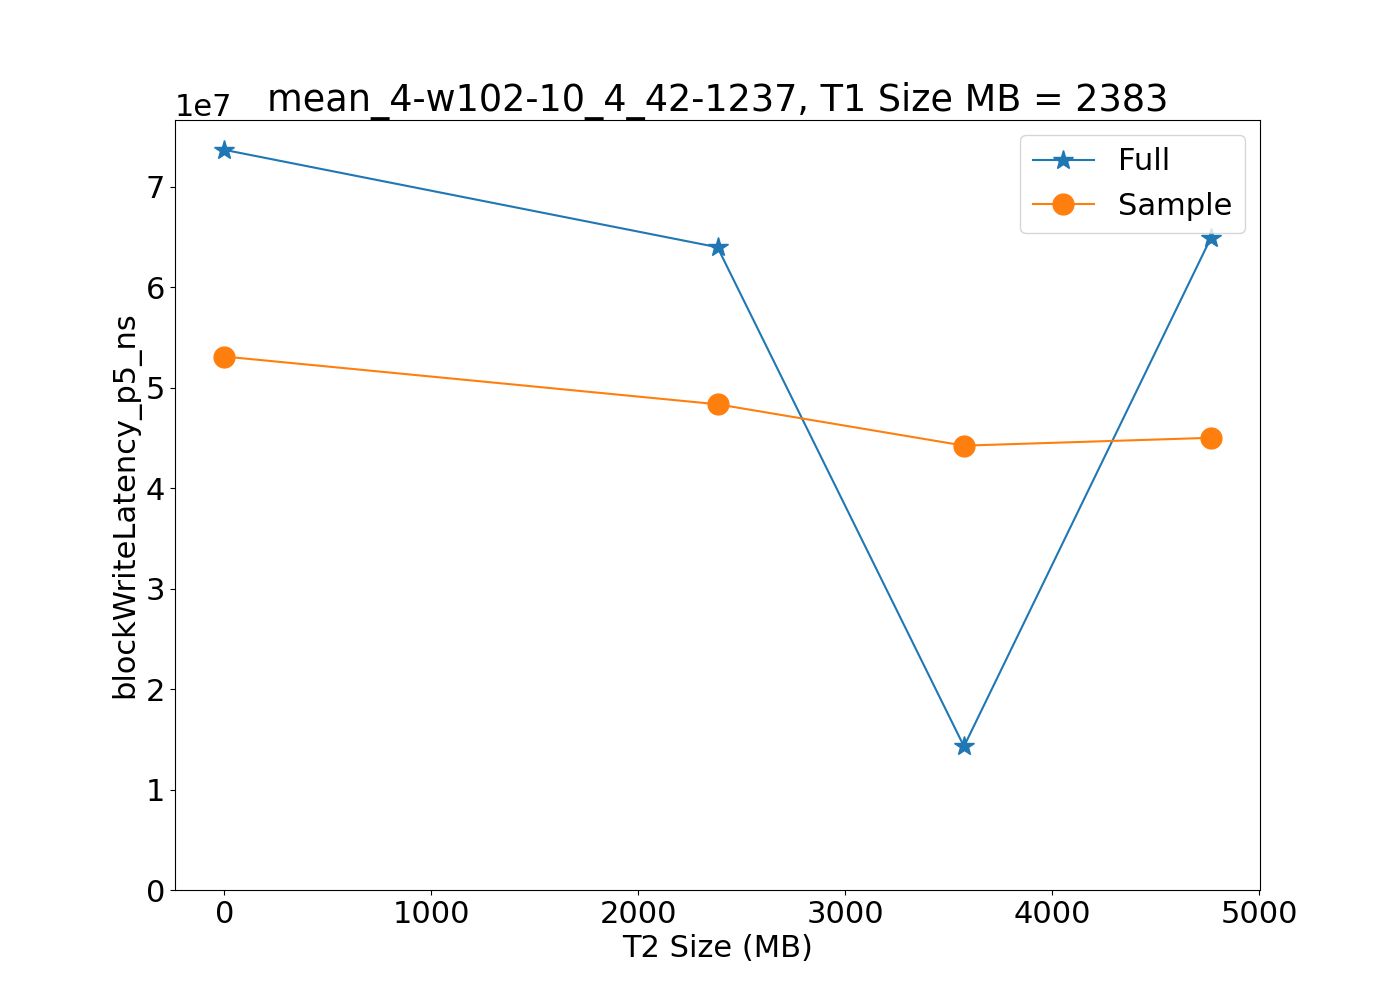 1e7
mean_4-w102-10_4_42-1237, T1 Size MB = 2383
Full
Sample
7
6
5
4
3
2
1
0
blockWriteLatency_p5_ns
0 1000 2000 3000 4000 5000
T2 Size (MB)